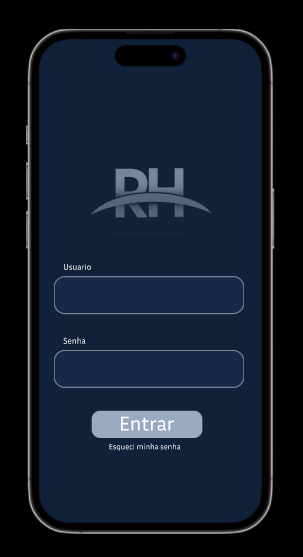 RH
Usuario
Senha
Entrar
Esqueci minha senha